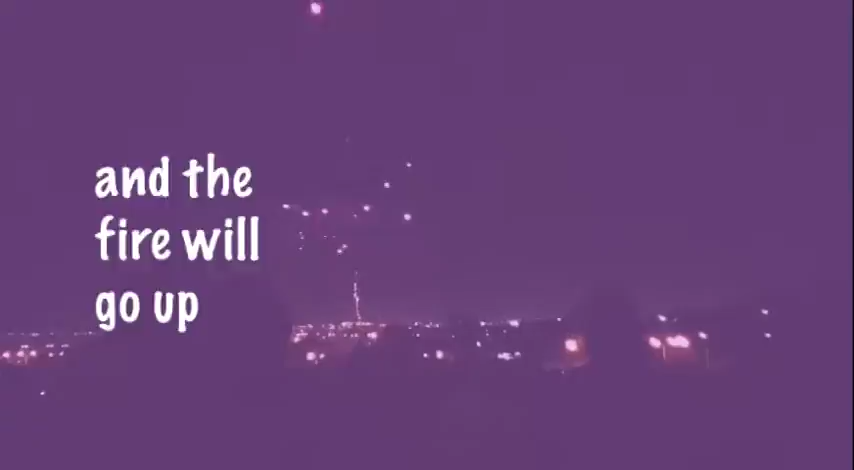 and the
fire will
go up